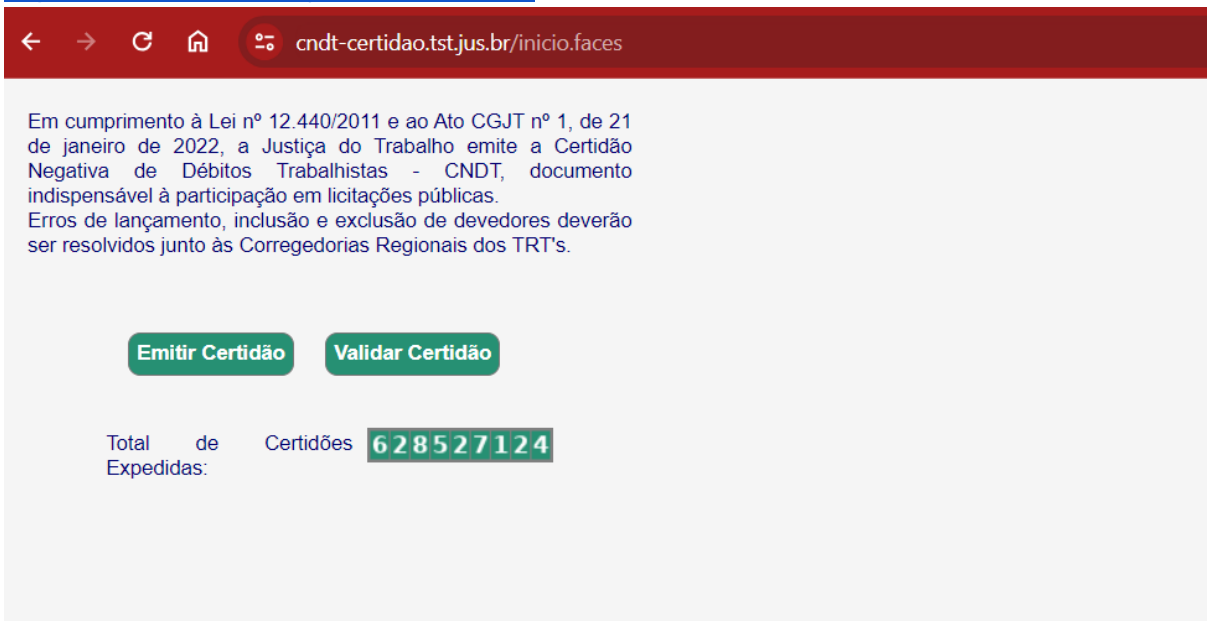 cndt-certidao.tst.jus.br/inicio.faces
Em cumprimento à Lei nº 12.440/2011 e ao Ato CGJT nº 1, de 21
de janeiro de 2022, a Justiça do Trabalho emite a Certidão
Negativa de Débitos Trabalhistas - CNDT, documento
indispensável à participação em licitações públicas.
Erros de lançamento, inclusão e exclusão de devedores deverão
ser resolvidos junto às Corregedorias Regionais dos TRT's.
Emitir Certidão Validar Certidão
Total de Certidões 628527124
Expedidas: